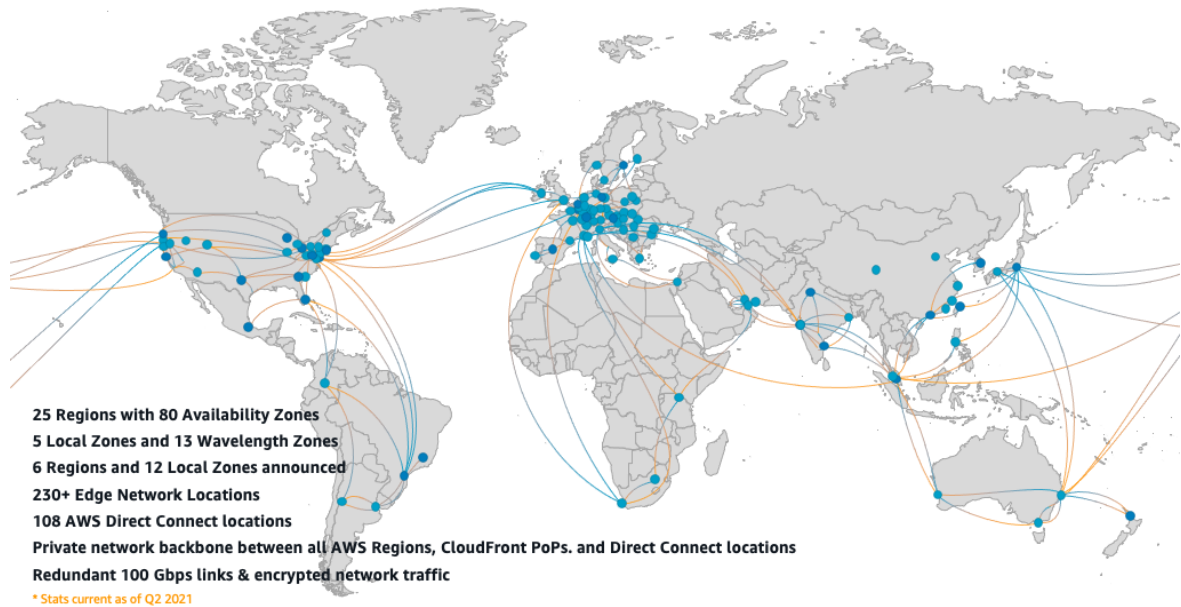 25 Regions with 80 Availability Zones
5 Local Zones and 13 Wavelength Zones
6 Regions and 12 Local Zones announced
230+ Edge Network Locations
108 AWS Direct Connect locations
Private network backbone between all AWS Regions, CloudFront PoPs. and Direct Connect locations
Redundant 100 Gbps links & encrypted network traffic
* Stats current as of Q2 2021